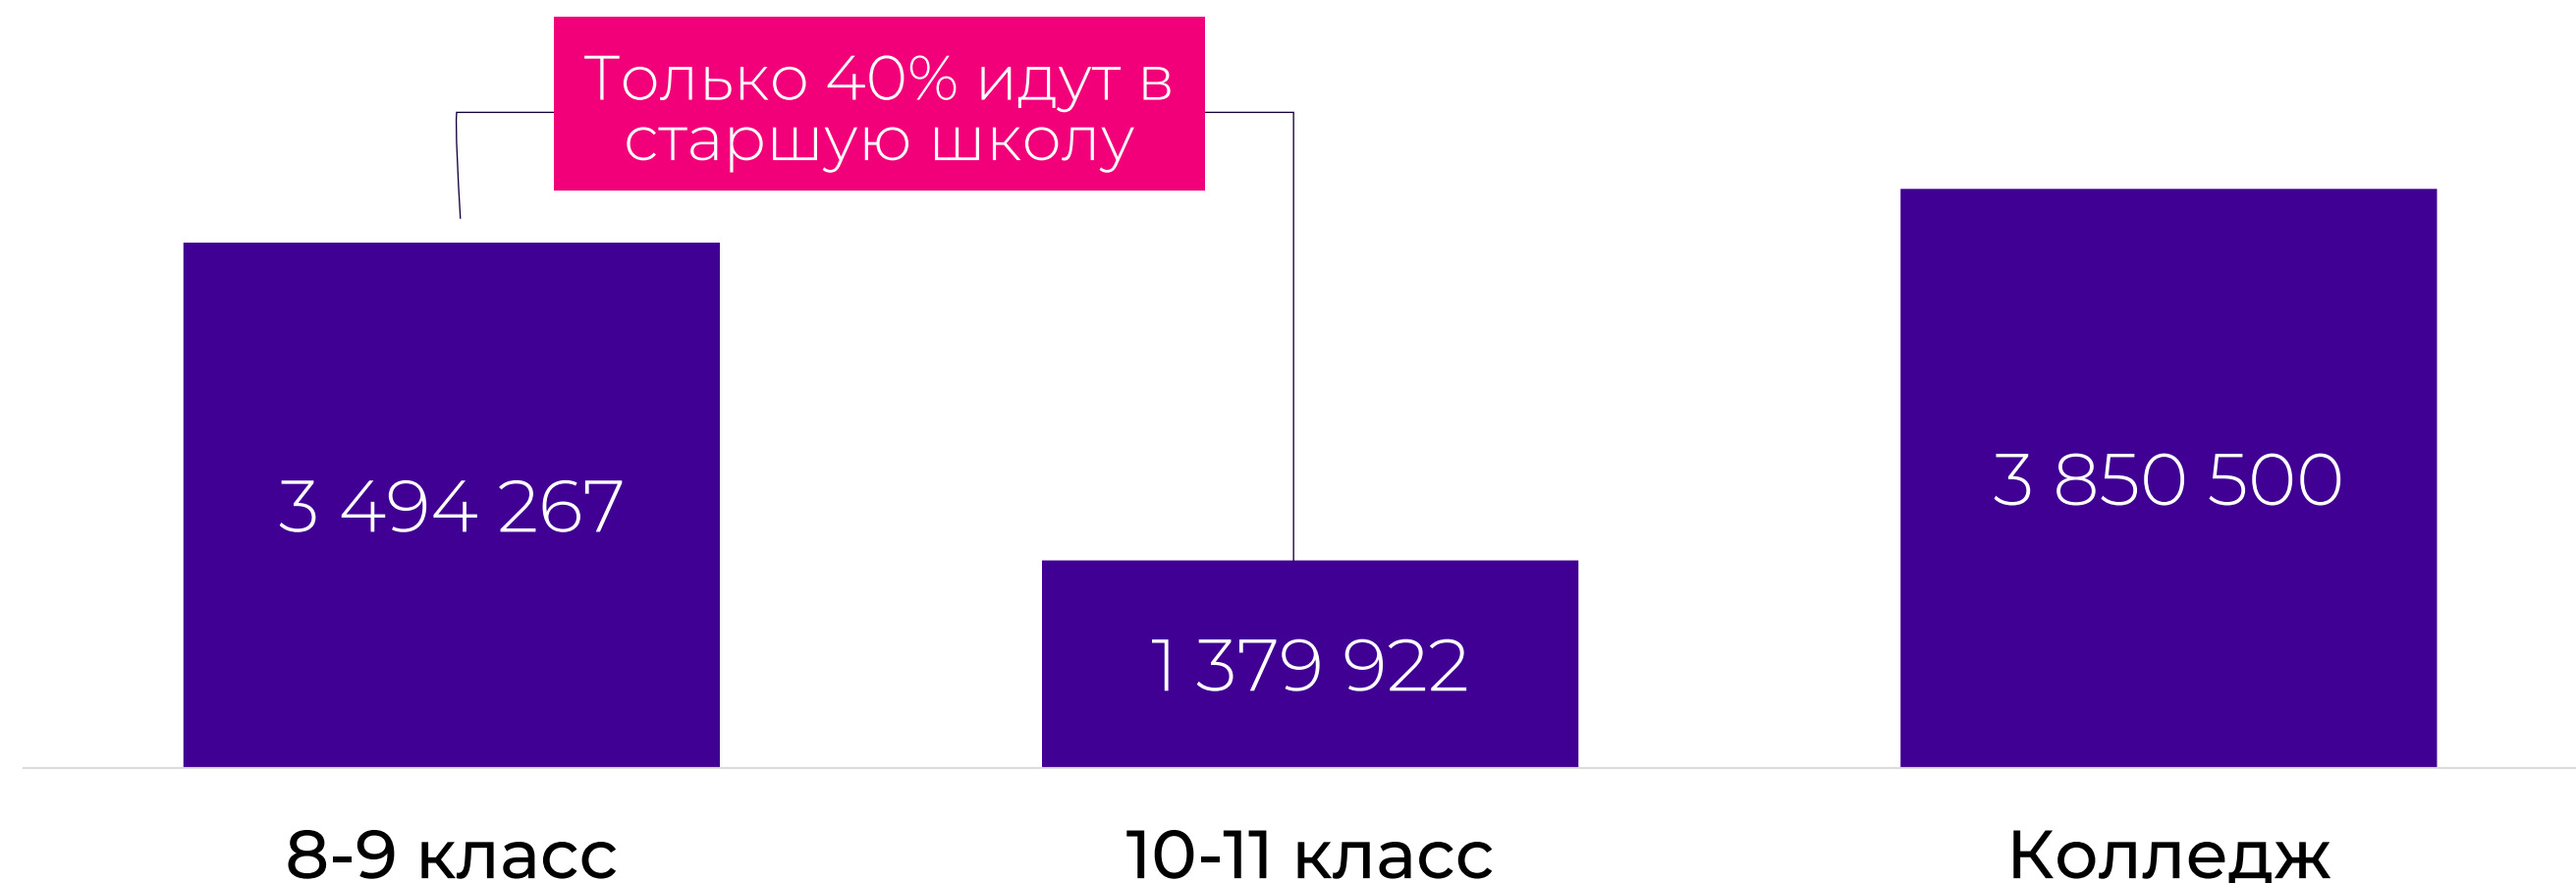 Только 40% идут в
старшую школу
3 494 267
1 379 922
3 850 500
8-9 класс
10-11 класс
Колледж